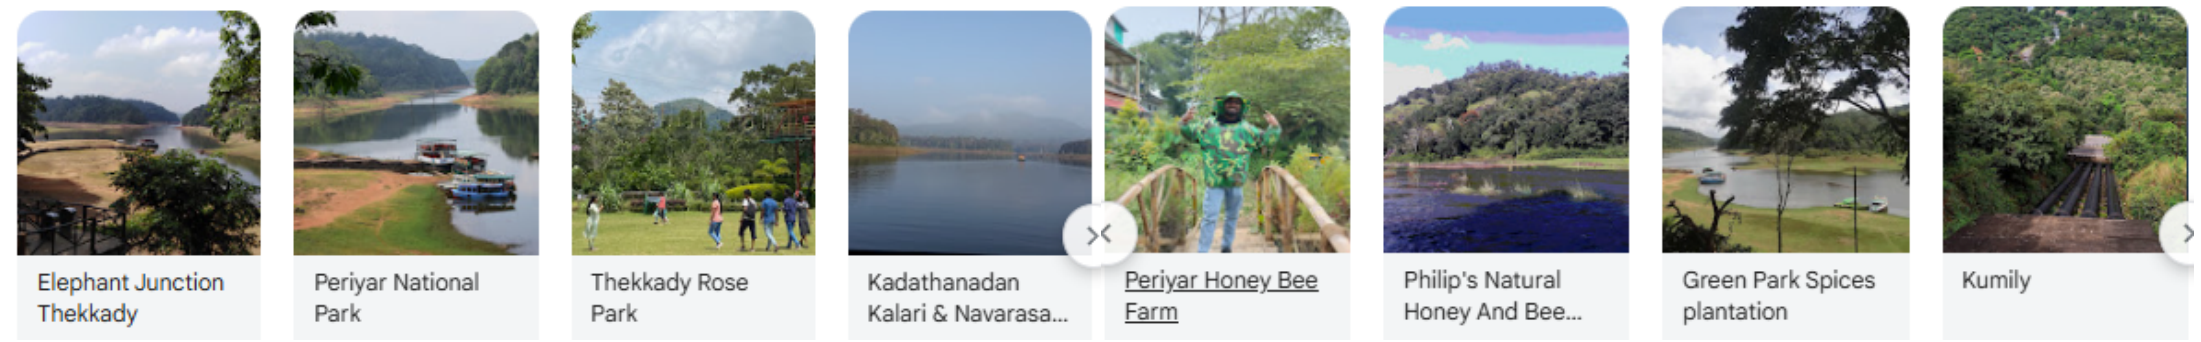 Elephant Junction
Thekkady
Periyar National
Park
Thekkady Rose
Park
Kadathanadan
Kalari & Navarasa...
Periyar Honey Bee
Farm
Philip's Natural
Honey And Bee...
Green Park Spices
plantation
Kumily